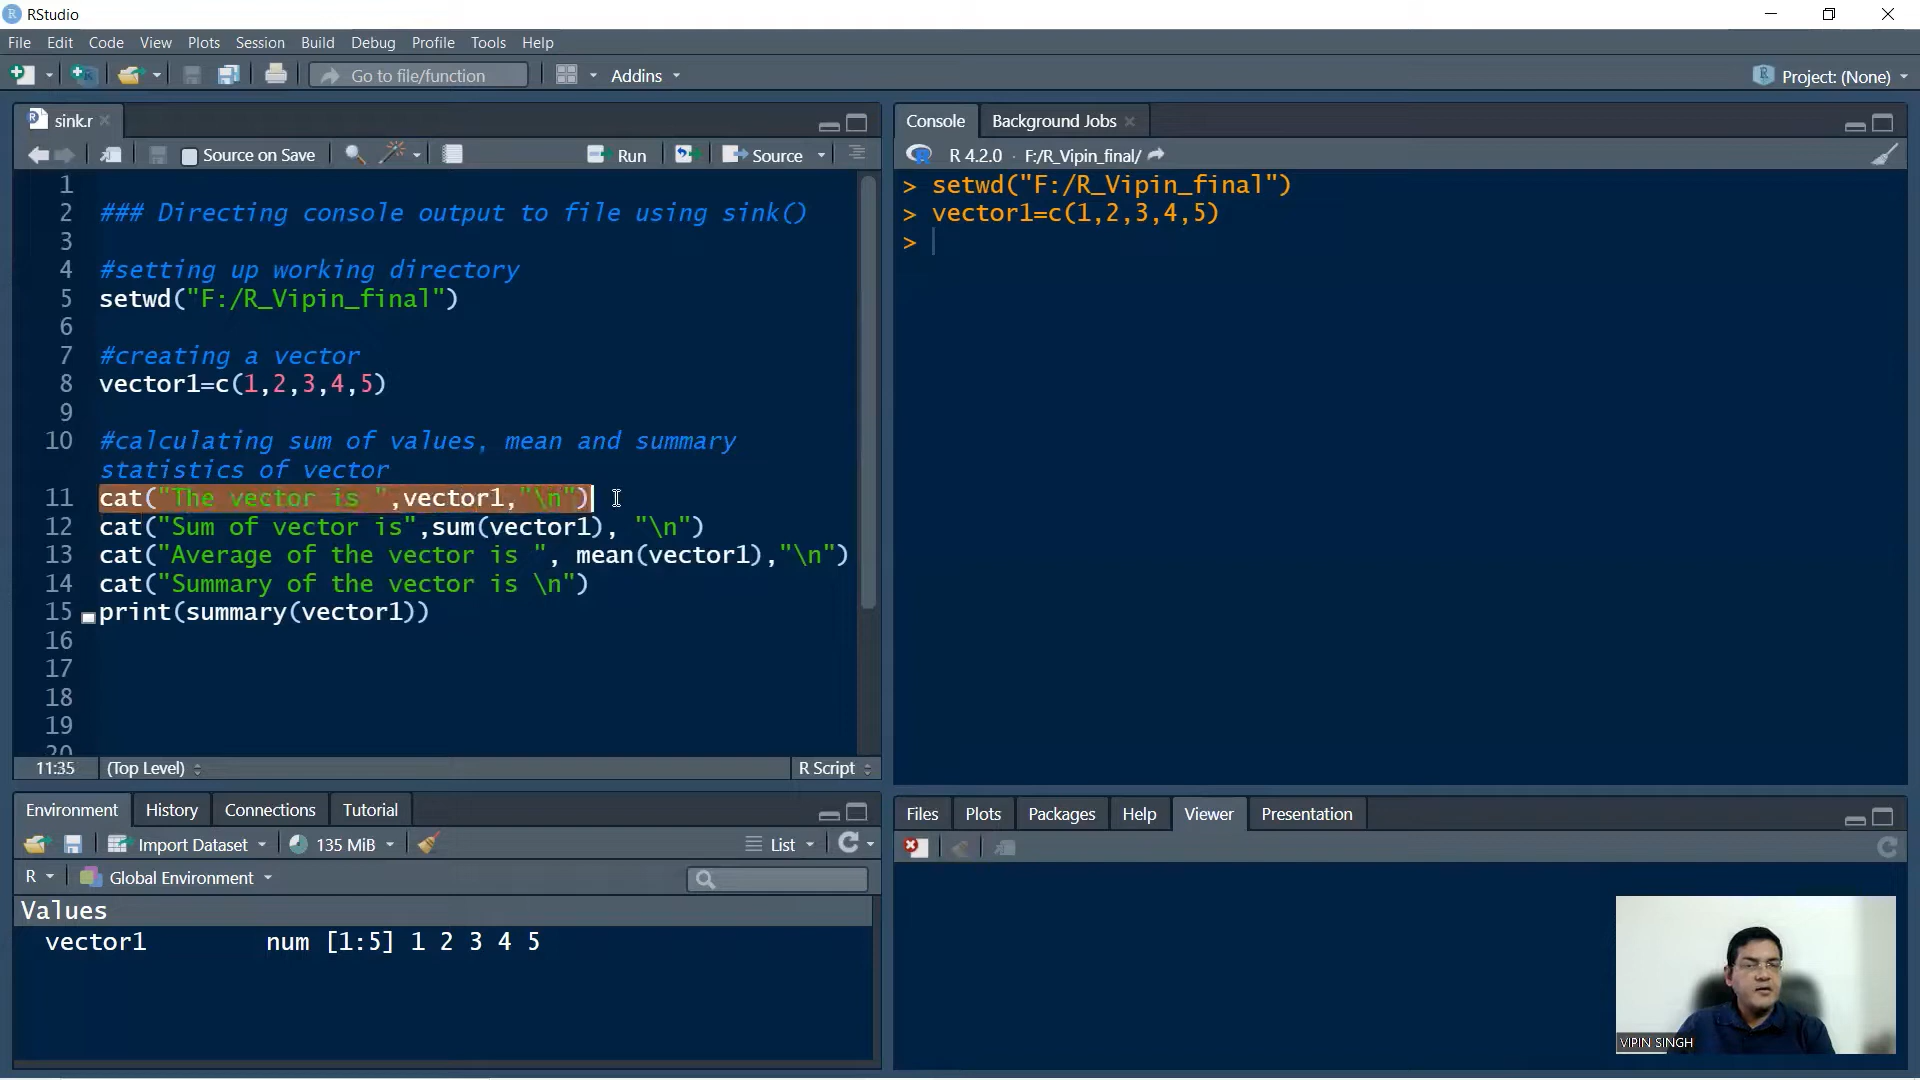 RStudio
File Edit Code View Plots Session Build Debug Profile Tools Help
Go to file/function Addins Project: (None)
sink.r
Source on Save Run Source
1
2 ### Directing console output to file using sink()
3
4 #setting up working directory
5 setwd("F:/R_Vipin_final")
6
7 #creating a vector
8 vector1=c(1,2,3,4,5)
9
10 #calculating sum of values, mean and summary
statistics of vector
11 cat("The vector is ",vector1,"\n")
12 cat("Sum of vector is",sum(vector1), "\n")
13 cat("Average of the vector is ", mean(vector1),"\n")
14 cat("Summary of the vector is \n")
15 print(summary(vector1))
16
17
18
19
20
11:35 (Top Level) R Script
Console Background Jobs
R 4.2.0 · F:/R_Vipin_final/
> setwd("F:/R_Vipin_final")
> vector1=c(1,2,3,4,5)
>
Environment History Connections Tutorial
Import Dataset 135 MiB List
R Global Environment
Values
vector1 num [1:5] 1 2 3 4 5
Files Plots Packages Help Viewer Presentation
VIPIN SINGH